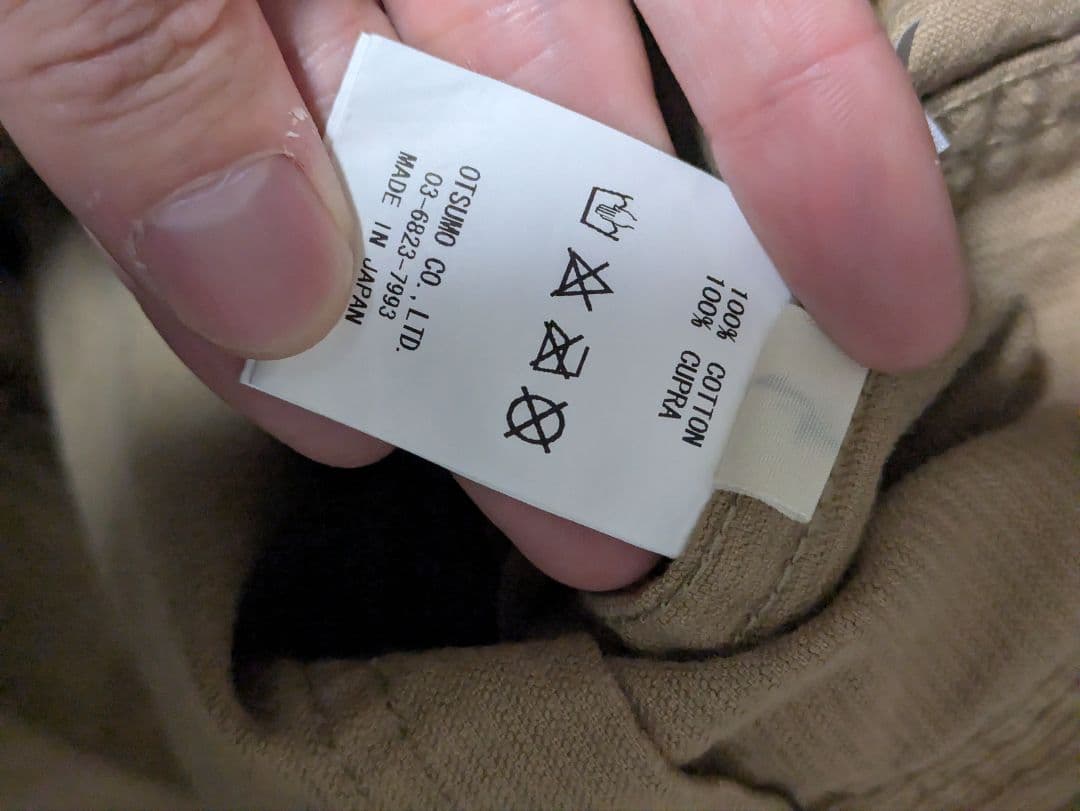 100% COTTON
100% CUPRA
OTSUMO CO., LTD.
03-6823-7993
MADE IN JAPAN